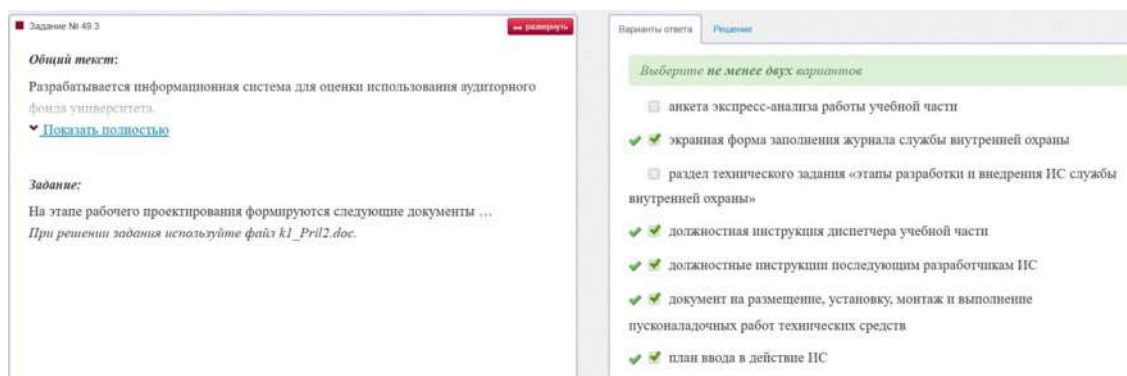 Задание № 49.3
развернуть
Общий текст:
Разрабатывается информационная система для оценки использования аудиторного
фонда университета.
Показать полностью
Задание:
На этапе рабочего проектирования формируются следующие документы …
При решении задания используйте файл k1_Pril2.doc.
Варианты ответа
Решение
Выберите не менее двух вариантов
анкета экспресс-анализа работы учебной части
экранная форма заполнения журнала службы внутренней охраны
раздел технического задания «этапы разработки и внедрения ИС службы
внутренней охраны»
должностная инструкция диспетчера учебной части
должностные инструкции последующим разработчикам ИС
документ на размещение, установку, монтаж и выполнение
пусконаладочных работ технических средств
план ввода в действие ИС